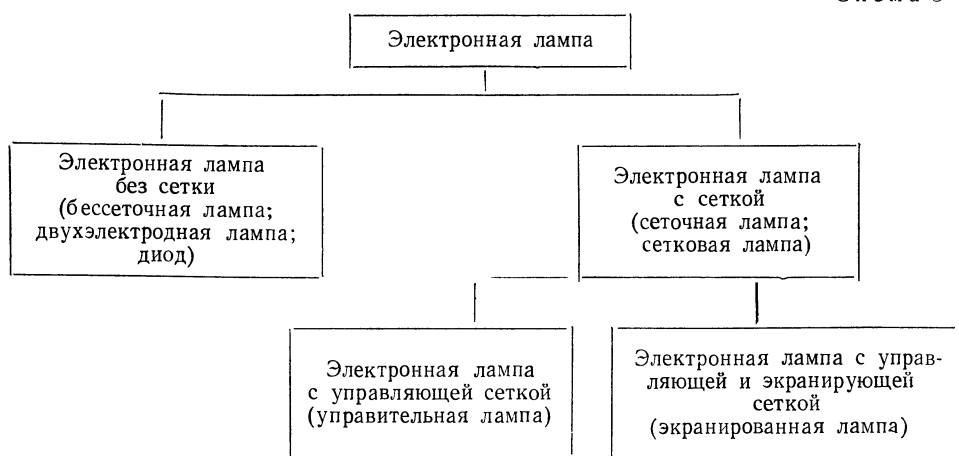 Электронная лампа
Электронная лампа
без сетки
(бессеточная лампа;
двухэлектродная лампа;
диод)
Электронная лампа
с сеткой
(сеточная лампа;
сетковая лампа)
Электронная лампа
с управляющей сеткой
(управительная лампа)
Электронная лампа с управ-
ляющей и экранирующей
сеткой
(экранированная лампа)